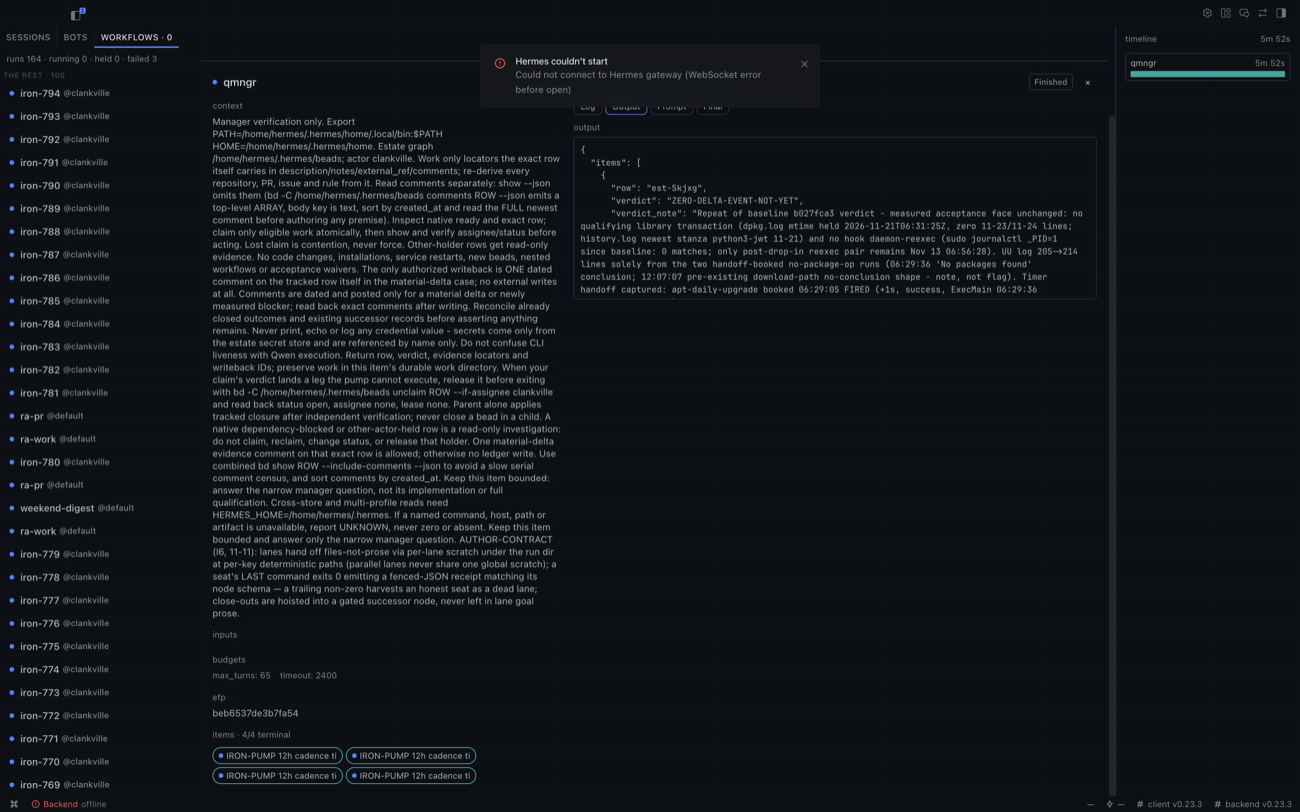 2
SESSIONS BOTS WORKFLOWS · 0
runs 164 · running 0 · held 0 · failed 3
THE REST · 100
iron-794 @clankville
iron-793 @clankville
iron-792 @clankville
iron-791 @clankville
iron-790 @clankville
iron-789 @clankville
iron-788 @clankville
iron-787 @clankville
iron-786 @clankville
iron-785 @clankville
iron-784 @clankville
iron-783 @clankville
iron-782 @clankville
iron-781 @clankville
ra-pr @default
ra-work @default
iron-780 @clankville
ra-pr @default
weekend-digest @default
ra-work @default
iron-779 @clankville
iron-778 @clankville
iron-777 @clankville
iron-776 @clankville
iron-775 @clankville
iron-774 @clankville
iron-773 @clankville
iron-772 @clankville
iron-771 @clankville
iron-770 @clankville
iron-769 @clankville
Hermes couldn't start
Could not connect to Hermes gateway (WebSocket error
before open)
qmngr
Finished
context
Manager verification only. Export
PATH=/home/hermes/.hermes/home/.local/bin:$PATH
HOME=/home/hermes/.hermes/home. Estate graph
/home/hermes/.hermes/beads; actor clankville. Work only locators the exact row
itself carries in description/notes/external_ref/comments; re-derive every
repository, PR, issue and rule from it. Read comments separately: show --json
omits them (bd -C /home/hermes/.hermes/beads comments ROW --json emits a
top-level ARRAY, body key is text, sort by created_at and read the FULL newest
comment before authoring any premise). Inspect native ready and exact row;
claim only eligible work atomically, then show and verify assignee/status before
acting. Lost claim is contention, never force. Other-holder rows get read-only
evidence. No code changes, installations, service restarts, new beads, nested
workflows or acceptance waivers. The only authorized writeback is ONE dated
comment on the tracked row itself in the material-delta case; no external writes
at all. Comments are dated and posted only for a material delta or newly
measured blocker; read back exact comments after writing. Reconcile already
closed outcomes and existing successor records before asserting anything
remains. Never print, echo or log any credential value - secrets come only from
the estate secret store and are referenced by name only. Do not confuse CLI
liveness with Qwen execution. Return row, verdict, evidence locators and
writeback IDs; preserve work in this item's durable work directory. When your
claim's verdict lands a leg the pump cannot execute, release it before exiting
with bd -C /home/hermes/.hermes/beads unclaim ROW --if-assignee clankville
and read back status open, assignee none, lease none. Parent alone applies
tracked closure after independent verification; never close a bead in a child. A
native dependency-blocked or other-actor-held row is a read-only investigation:
do not claim, reclaim, change status, or release that holder. One material-delta
evidence comment on that exact row is allowed; otherwise no ledger write. Use
combined bd show ROW --include-comments --json to avoid a slow serial
comment census, and sort comments by created_at. Keep this item bounded:
answer the narrow manager question, not its implementation or full
qualification. Cross-store and multi-profile reads need
HERMES_HOME=/home/hermes/.hermes. If a named command, host, path or
artifact is unavailable, report UNKNOWN, never zero or absent. Keep this item
bounded and answer only the narrow manager question. AUTHOR-CONTRACT
(I6, 11-11): lanes hand off files-not-prose via per-lane scratch under the run dir
at per-key deterministic paths (parallel lanes never share one global scratch); a
seat's LAST command exits 0 emitting a fenced-JSON receipt matching its
node schema — a trailing non-zero harvests an honest seat as a dead lane;
close-outs are hoisted into a gated successor node, never left in lane goal
prose.
inputs
budgets
max_turns: 65 timeout: 2400
efp
beb6537de3b7fa54
items · 4/4 terminal
IRON-PUMP 12h cadence ti IRON-PUMP 12h cadence ti
IRON-PUMP 12h cadence ti IRON-PUMP 12h cadence ti
Log Output Prompt Final
output
{
"items": [
{
"row": "est-5kjxg",
"verdict": "ZERO-DELTA-EVENT-NOT-YET",
"verdict_note": "Repeat of baseline b027fca3 verdict - measured acceptance face unchanged: no
qualifying library transaction (dpkg.log mtime held 2026-11-21T06:31:25Z, zero 11-23/11-24 lines;
history.log newest stanza python3-jwt 11-21) and no hook daemon-reexec (sudo journalctl _PID=1
since baseline: 0 matches; only post-drop-in reexec pair remains Nov 13 06:56:28). UU log 205→214
lines solely from the two handoff-booked no-package-op runs (06:29:36 'No packages found'
conclusion; 12:07:07 pre-existing download-path no-conclusion shape - note, not flag). Timer
handoff captured: apt-daily-upgrade booked 06:29:05 FIRED (+1s, success, ExecMain 06:29:36
timeline 5m 52s
qmngr 5m 52s
Backend offline
client v0.23.3 # backend v0.23.3